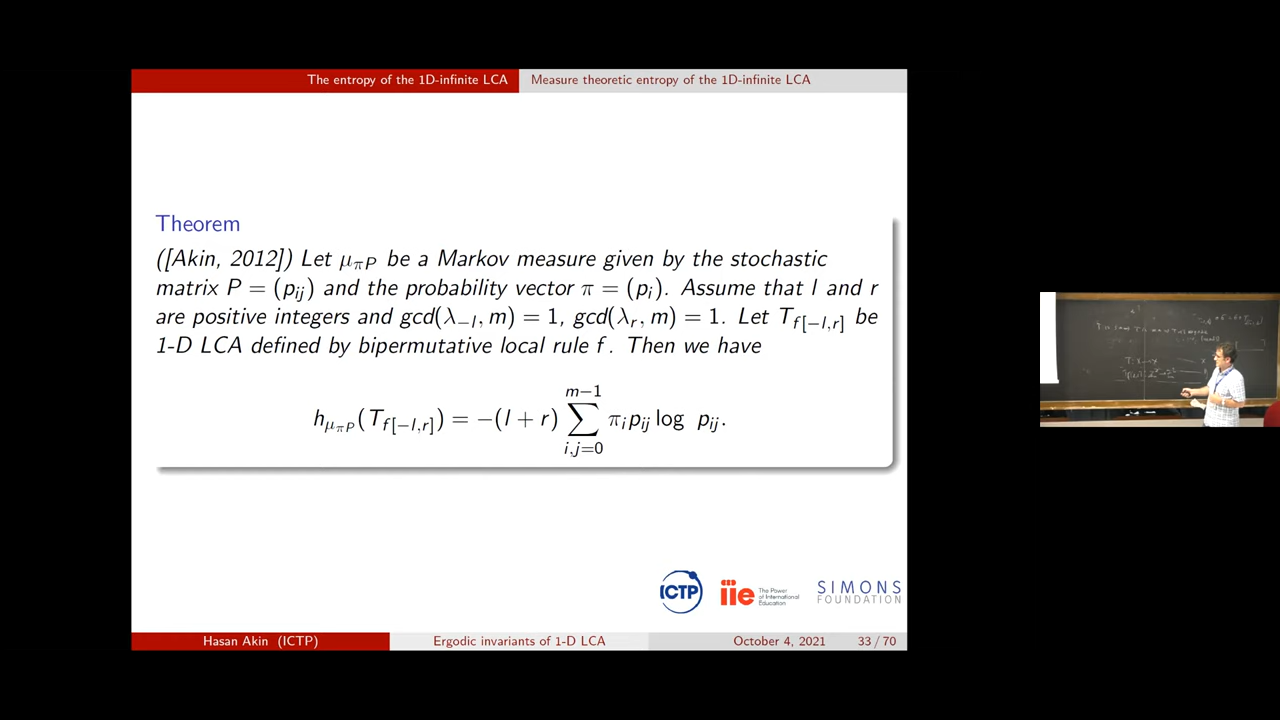 The entropy of the 1D-infinite LCA Measure theoretic entropy of the 1D-infinite LCA
Theorem
([Akin, 2012]) Let μ_{πP} be a Markov measure given by the stochastic
matrix P = (p_{ij}) and the probability vector π = (p_i). Assume that l and r
are positive integers and gcd(λ_{−l}, m) = 1, gcd(λ_r, m) = 1. Let T_{f[−l,r]} be
1-D LCA defined by bipermutative local rule f. Then we have
h_{μ_{πP}}(T_{f[−l,r]}) = −(l + r) ∑_{i,j=0}^{m−1} π_i p_{ij} log p_{ij}.
ICTP iie The Power of International Education SIMONS FOUNDATION
Hasan Akin (ICTP) Ergodic invariants of 1-D LCA October 4, 2021 33 / 70